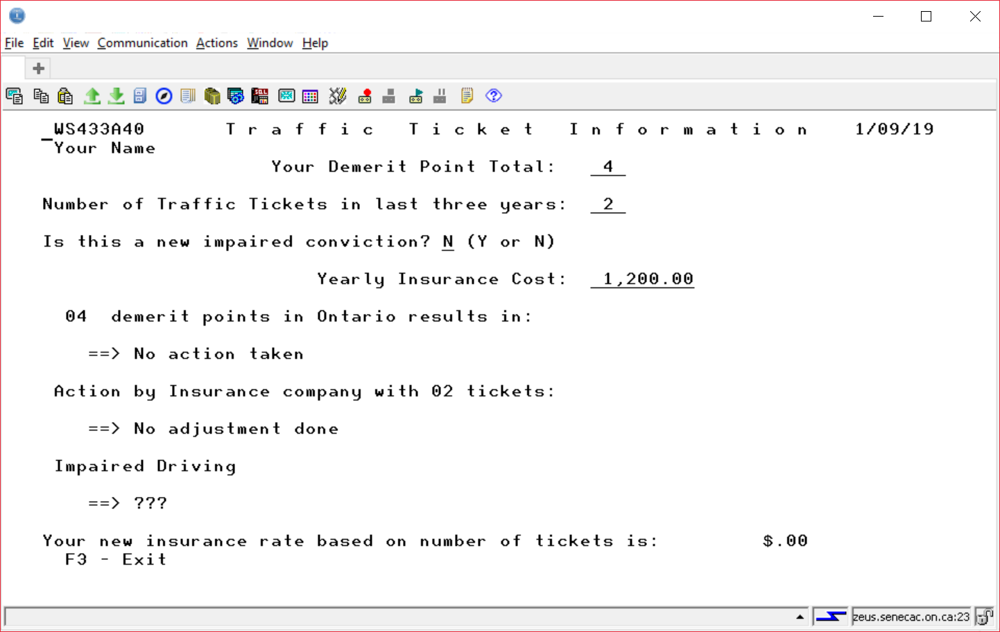 File Edit View Communication Actions Window Help
WS433A40 T r a f f i c T i c k e t I n f o r m a t i o n 1/09/19
Your Name
Your Demerit Point Total: 4
Number of Traffic Tickets in last three years: 2
Is this a new impaired conviction? N (Y or N)
Yearly Insurance Cost: 1,200.00
04 demerit points in Ontario results in:
==> No action taken
Action by Insurance company with 02 tickets:
==> No adjustment done
Impaired Driving
==> ???
Your new insurance rate based on number of tickets is: $.00
F3 - Exit
zeus.senecac.on.ca:23